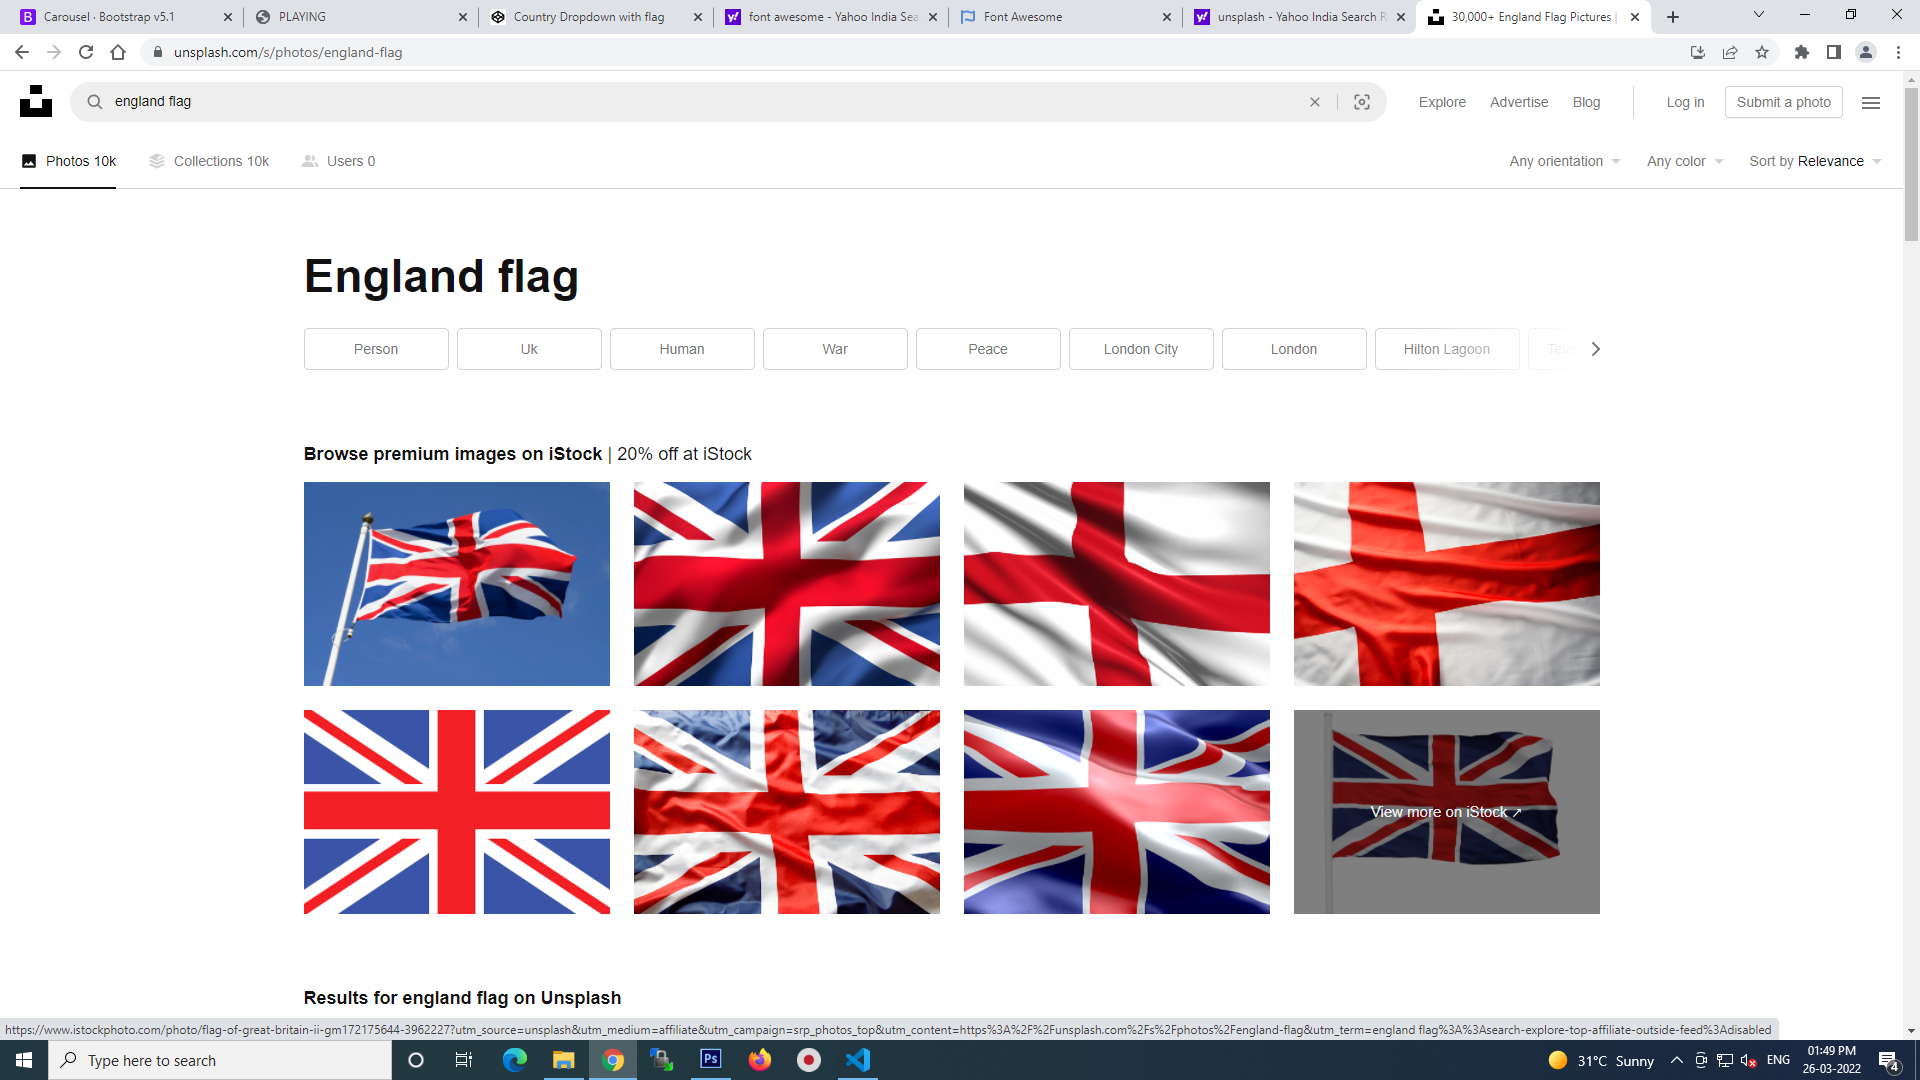 Carousel · Bootstrap v5.1
PLAYING
Country Dropdown with flag
font awesome - Yahoo India Sea
Font Awesome
unsplash - Yahoo India Search R
30,000+ England Flag Pictures |
unsplash.com/s/photos/england-flag
england flag
Explore
Advertise
Blog
Log in
Submit a photo
Photos 10k
Collections 10k
Users 0
Any orientation
Any color
Sort by Relevance
England flag
Person
Uk
Human
War
Peace
London City
London
Hilton Lagoon
Browse premium images on iStock | 20% off at iStock
View more on iStock ↗
Results for england flag on Unsplash
https://www.istockphoto.com/photo/flag-of-great-britain-ii-gm172175644-3962227?utm_source=unsplash&utm_medium=affiliate&utm_campaign=srp_photos_top&utm_content=https%3A%2F%2Funsplash.com%2Fs%2Fphotos%2Fengland-flag&utm_term=england flag%3A%3Asearch-explore-top-affiliate-outside-feed%3Adisabled
Type here to search
31°C Sunny
ENG
01:49 PM
26-03-2022
4